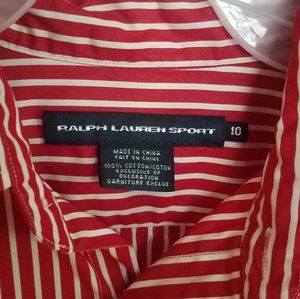 RALPH LAUREN SPORT
10
MADE IN CHINA
FAIT EN CHINE
100% COTTON/COTON
EXCLUSIVE OF
DECORATION
GARNITURE EXCLUE